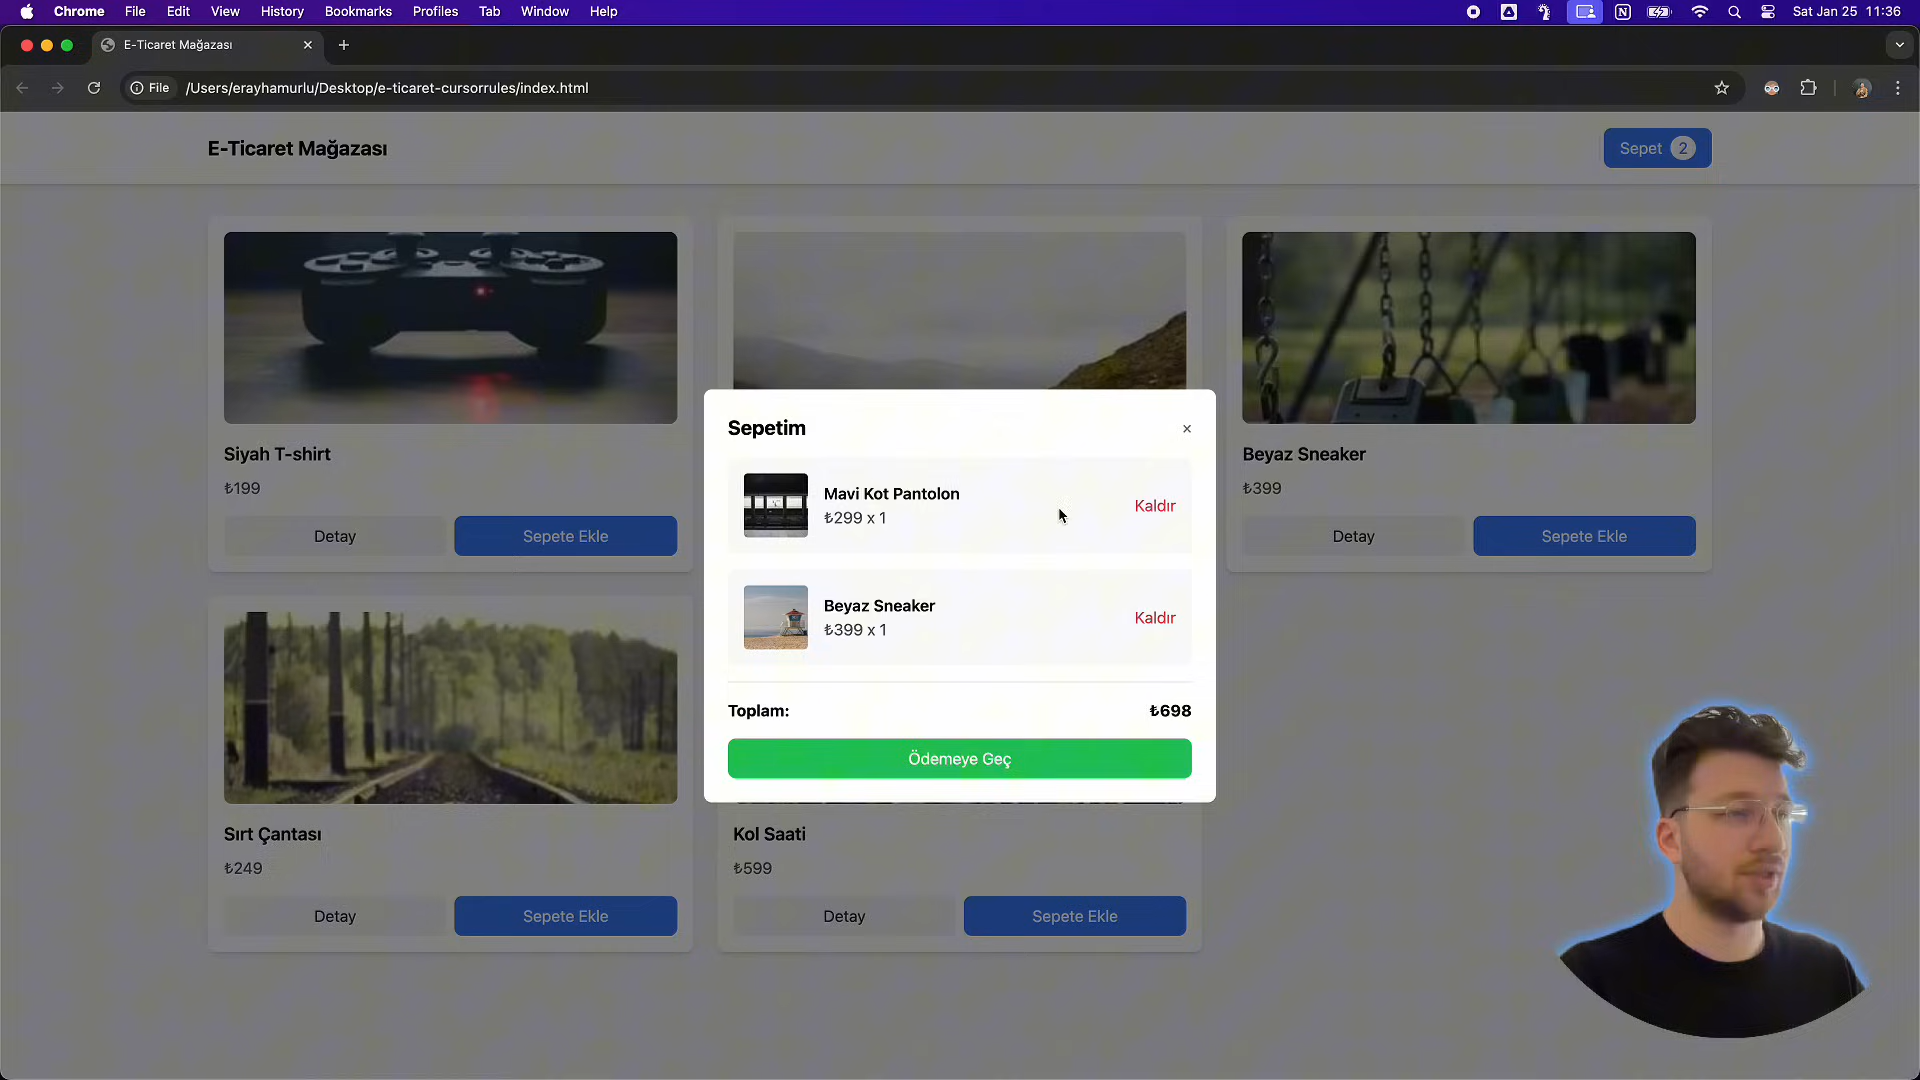 Chrome File Edit View History Bookmarks Profiles Tab Window Help Sat Jan 25 11:36
E-Ticaret Mağazası
File /Users/erayhamurlu/Desktop/e-ticaret-cursorrules/index.html
E-Ticaret Mağazası
Sepet 2
Siyah T-shirt
₺199
Detay
Sepete Ekle
Beyaz Sneaker
₺399
Detay
Sepete Ekle
Sırt Çantası
₺249
Detay
Sepete Ekle
Kol Saati
₺599
Detay
Sepete Ekle
Sepetim
×
Mavi Kot Pantolon
₺299 x 1
Kaldır
Beyaz Sneaker
₺399 x 1
Kaldır
Toplam:
₺698
Ödemeye Geç